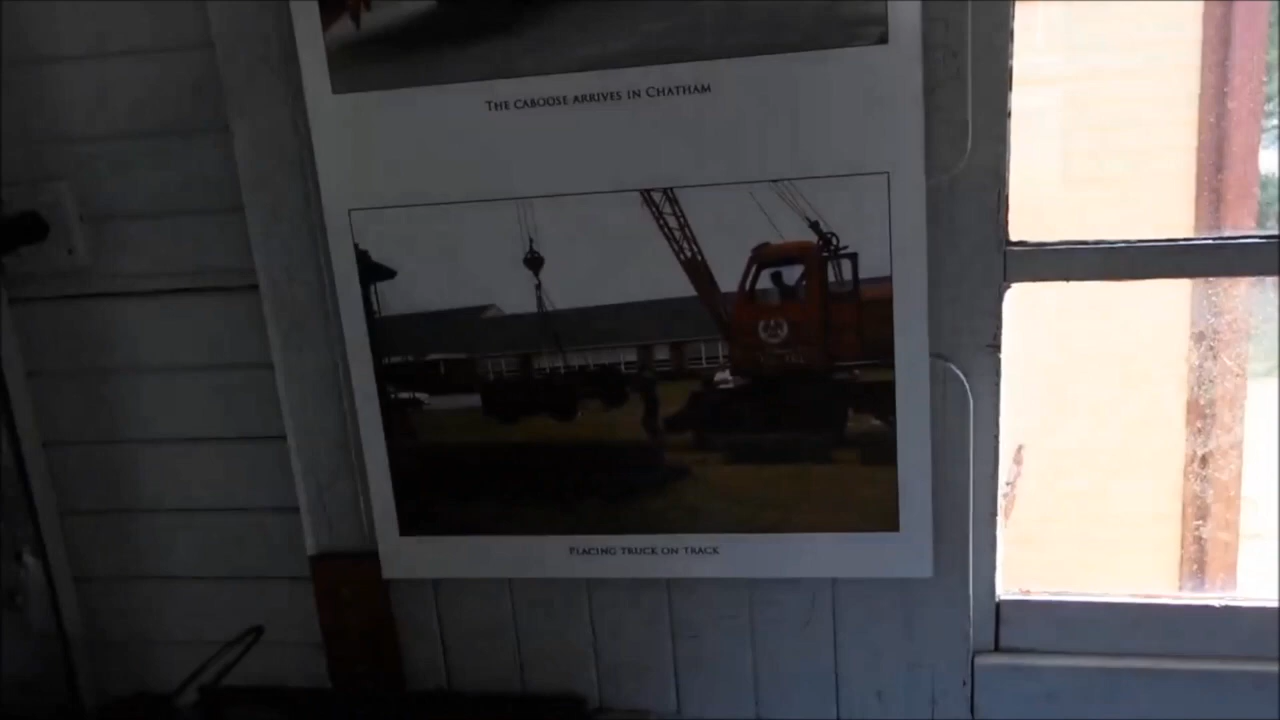 THE CABOOSE ARRIVES IN CHATHAM
PLACING TRUCK ON TRACK